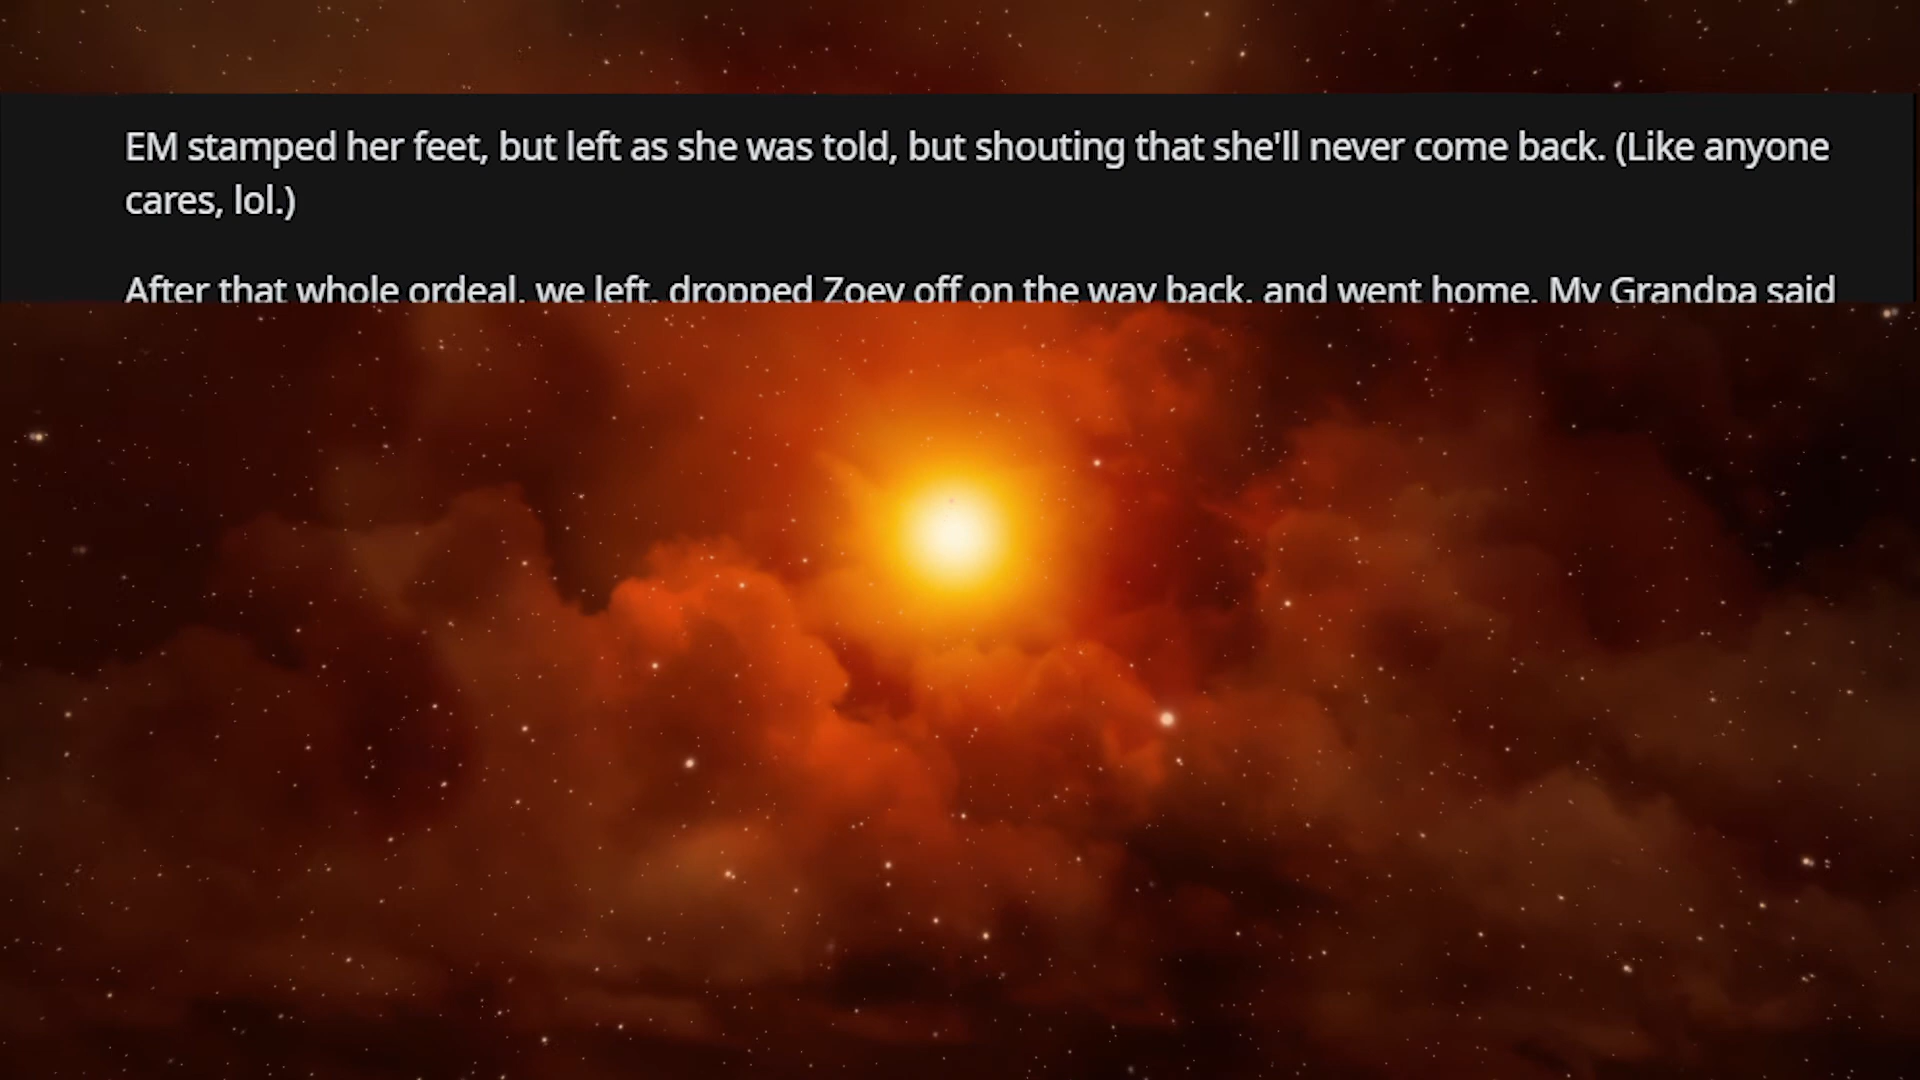 EM stamped her feet, but left as she was told, but shouting that she'll never come back. (Like anyone
cares, lol.)
After that whole ordeal, we left, dropped Zoey off on the way back, and went home. My Grandpa said